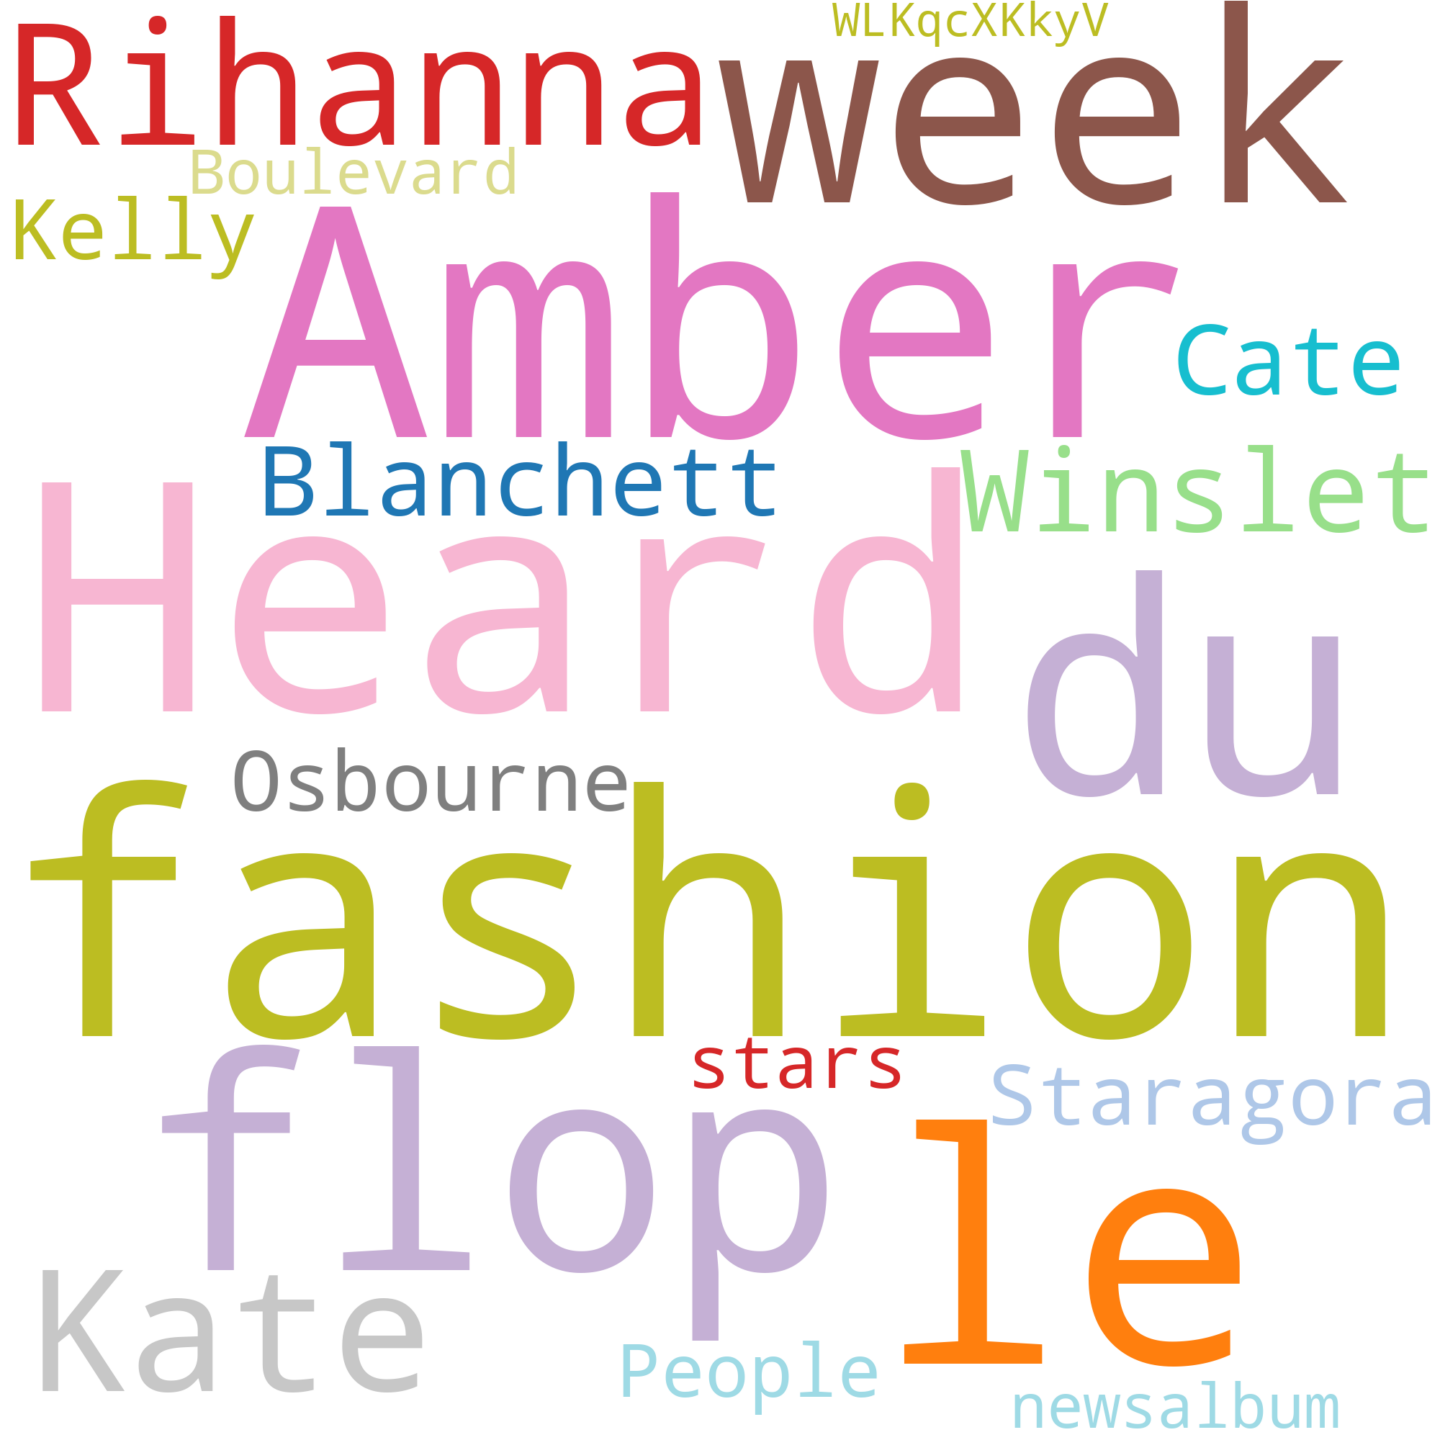 WLKqcXKkyV
Rihanna week
Boulevard
Kelly
Amber
Cate
Blanchett
Winslet
Heard
du
Osbourne
fashion
stars
Staragora
flop
le
Kate
People
newsalbum